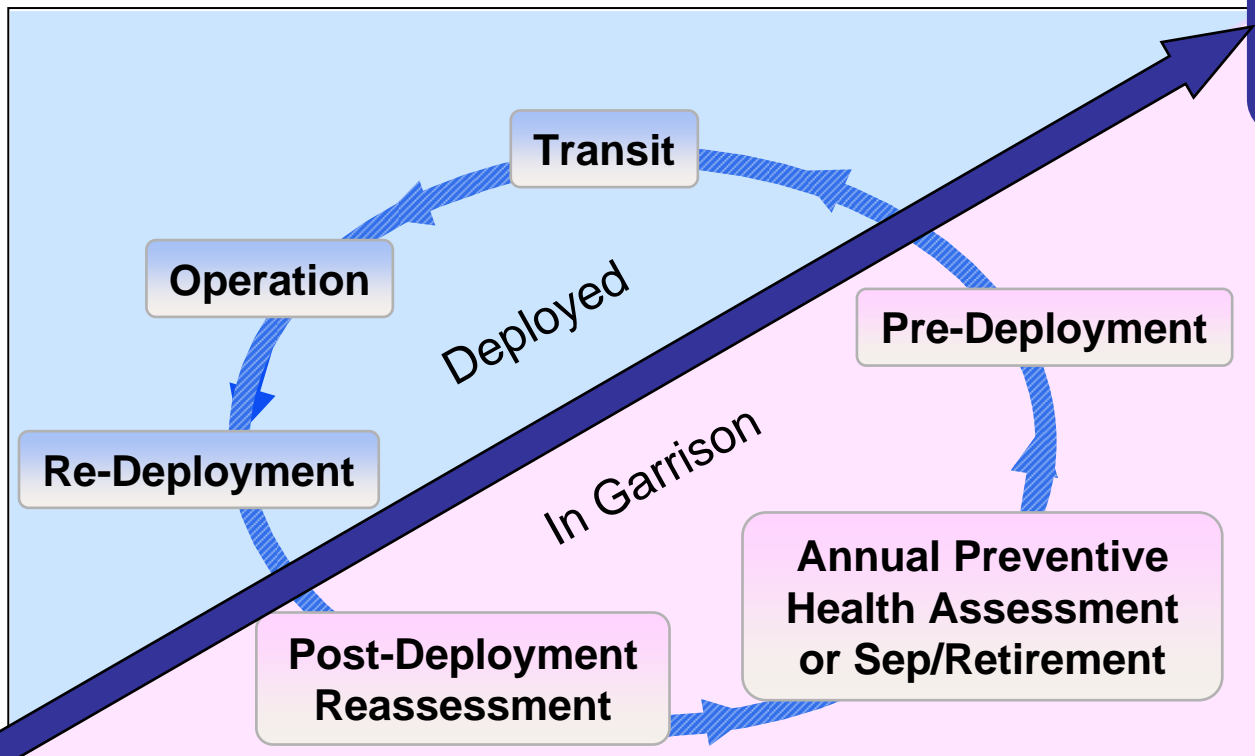 Transit
Operation
Deployed
Pre-Deployment
Re-Deployment
In Garrison
Annual Preventive
Health Assessment
or Sep/Retirement
Post-Deployment
Reassessment